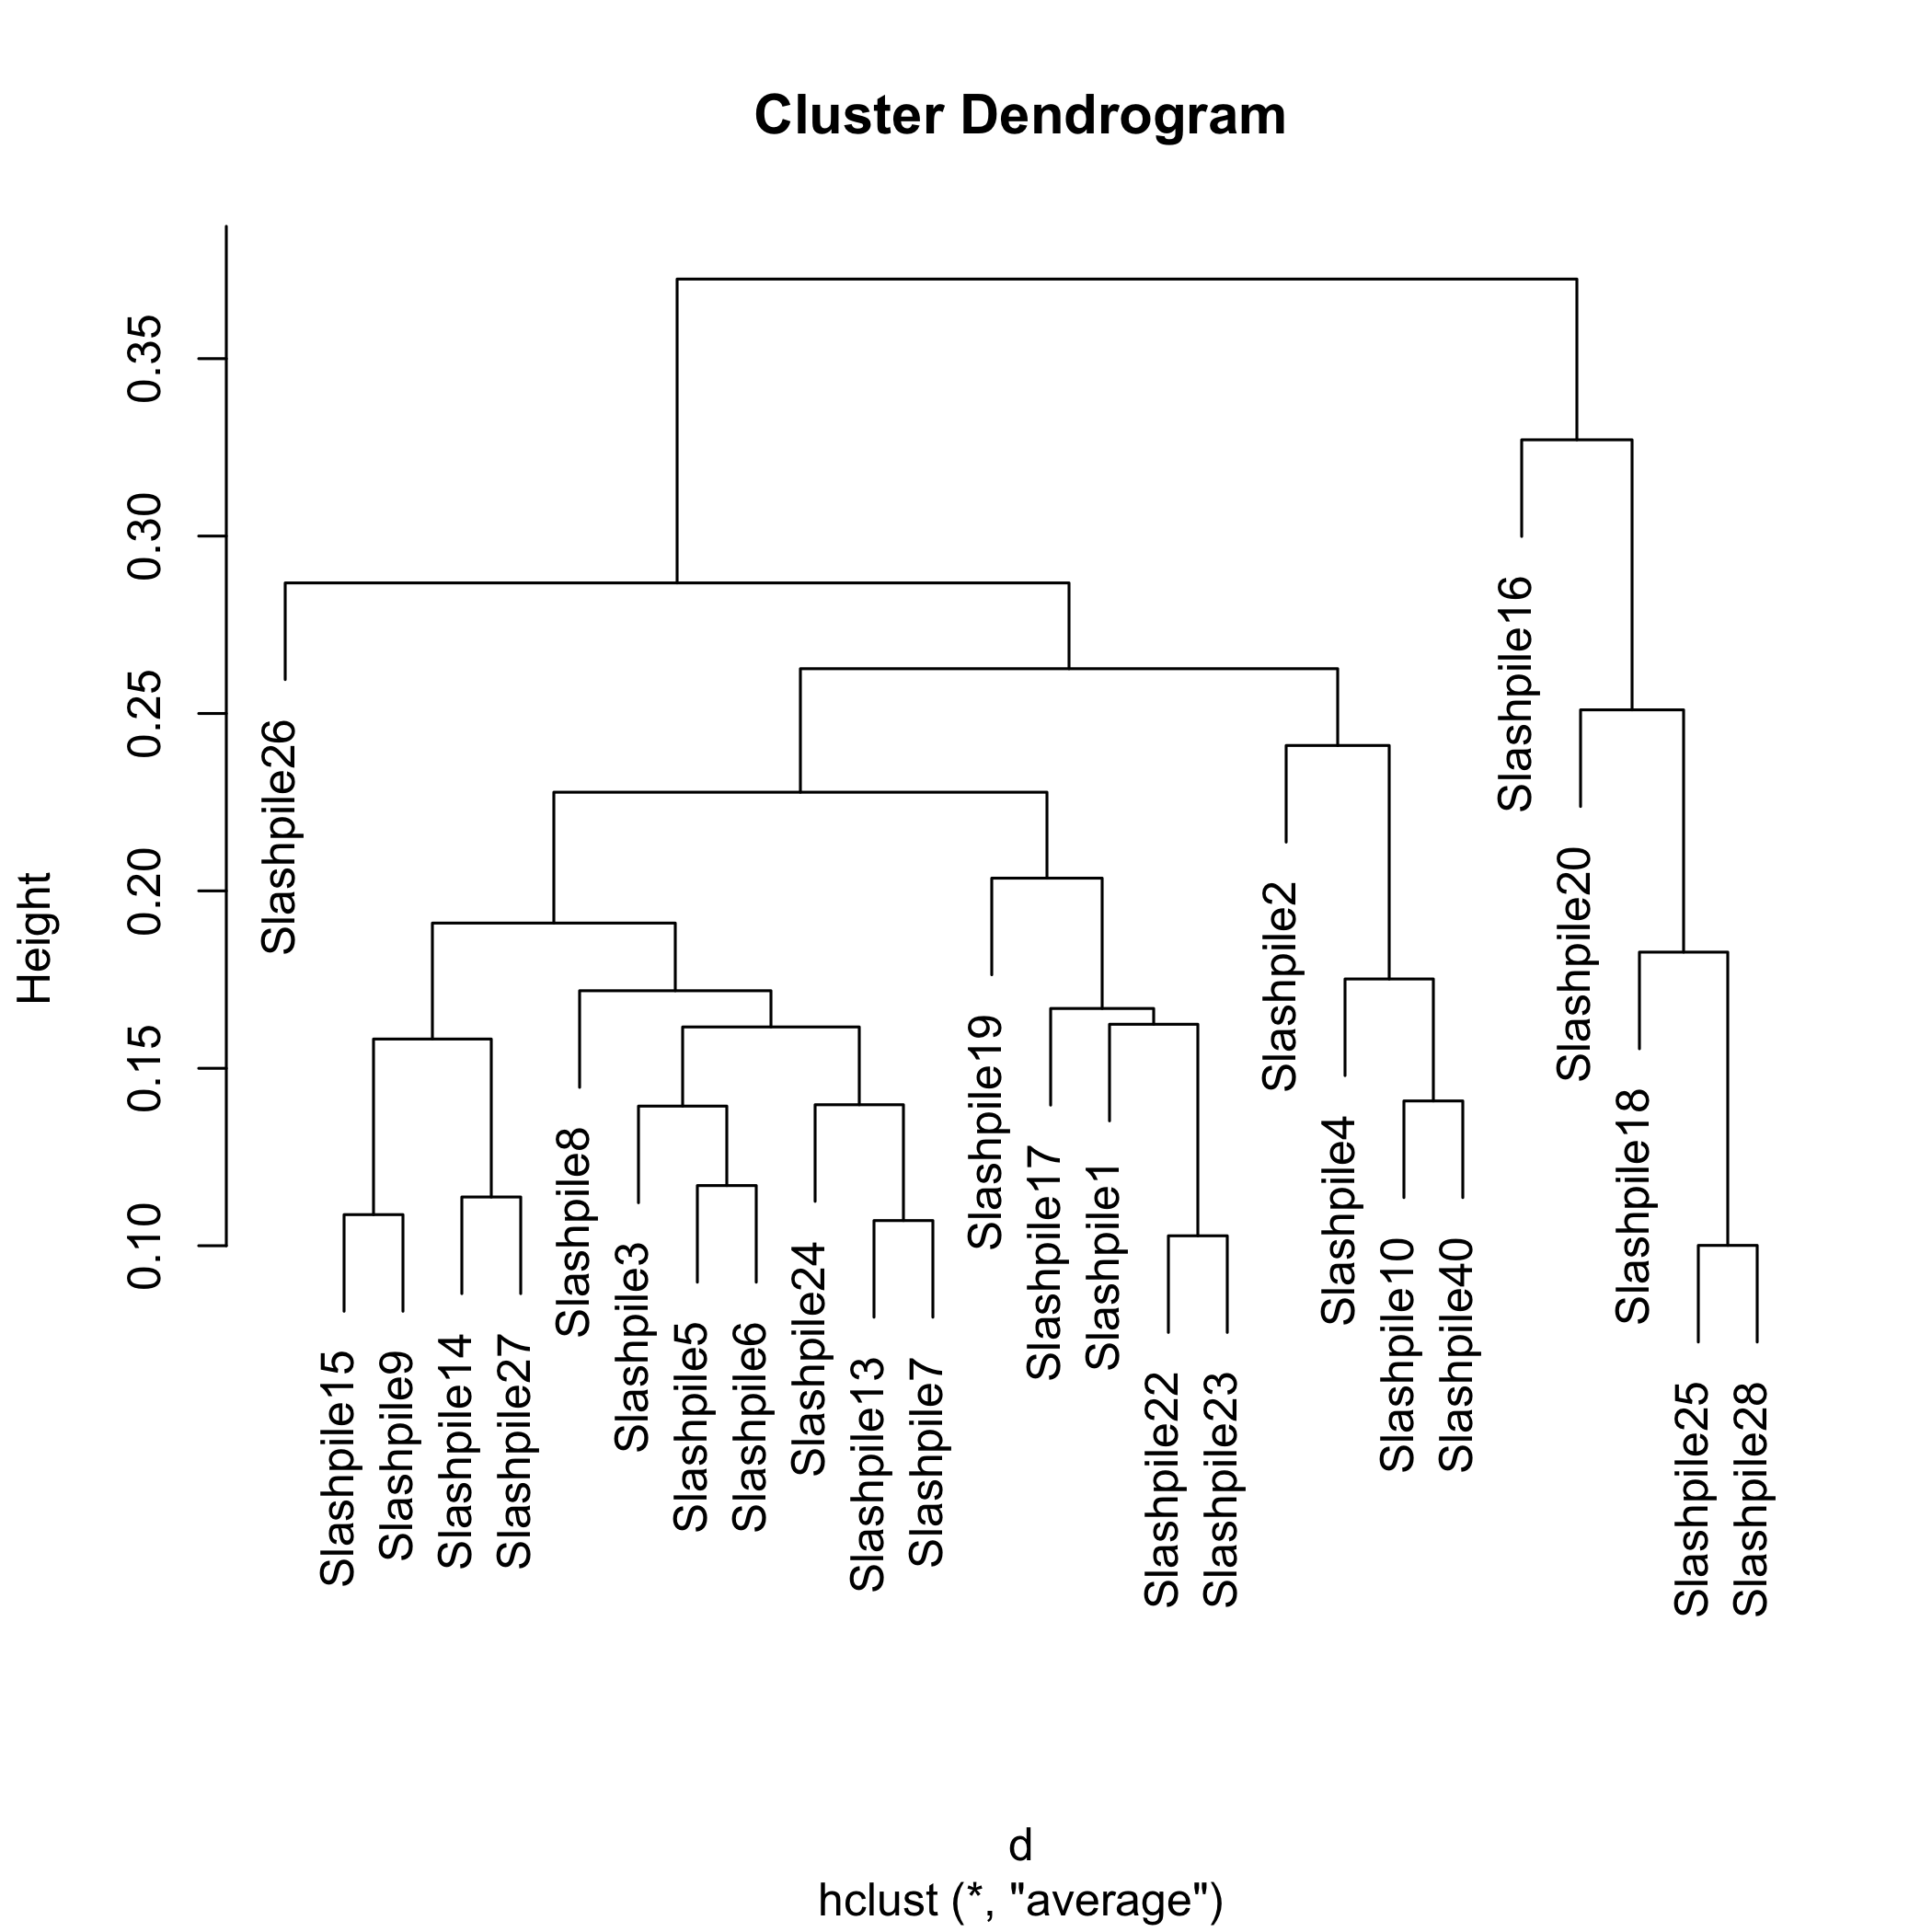 Cluster Dendrogram
Height
0.35
0.30
0.25
0.20
0.15
0.10
Slashpile26
Slashpile15
Slashpile9
Slashpile14
Slashpile27
Slashpile8
Slashpile3
Slashpile5
Slashpile6
Slashpile24
Slashpile13
Slashpile7
Slashpile19
Slashpile17
Slashpile1
Slashpile22
Slashpile23
Slashpile2
Slashpile4
Slashpile10
Slashpile40
Slashpile16
Slashpile20
Slashpile18
Slashpile25
Slashpile28
d
hclust (*, "average")